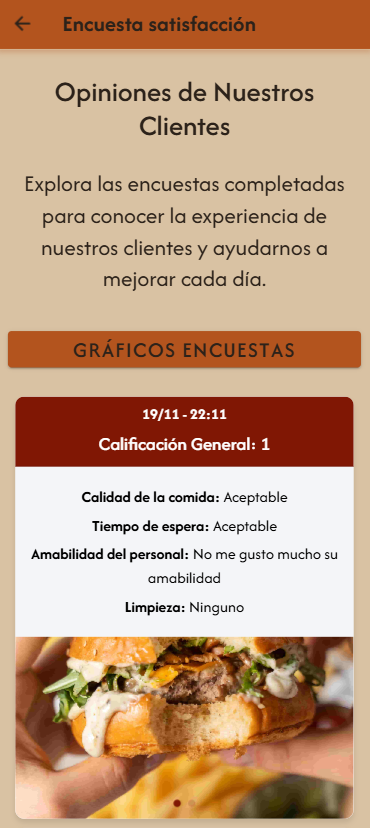 Encuesta satisfacción
Opiniones de Nuestros
Clientes
Explora las encuestas completadas
para conocer la experiencia de
nuestros clientes y ayudarnos a
mejorar cada día.
GRÁFICOS ENCUESTAS
19/11 - 22:11
Calificación General: 1
Calidad de la comida: Aceptable
Tiempo de espera: Aceptable
Amabilidad del personal: No me gusto mucho su
amabilidad
Limpieza: Ninguno